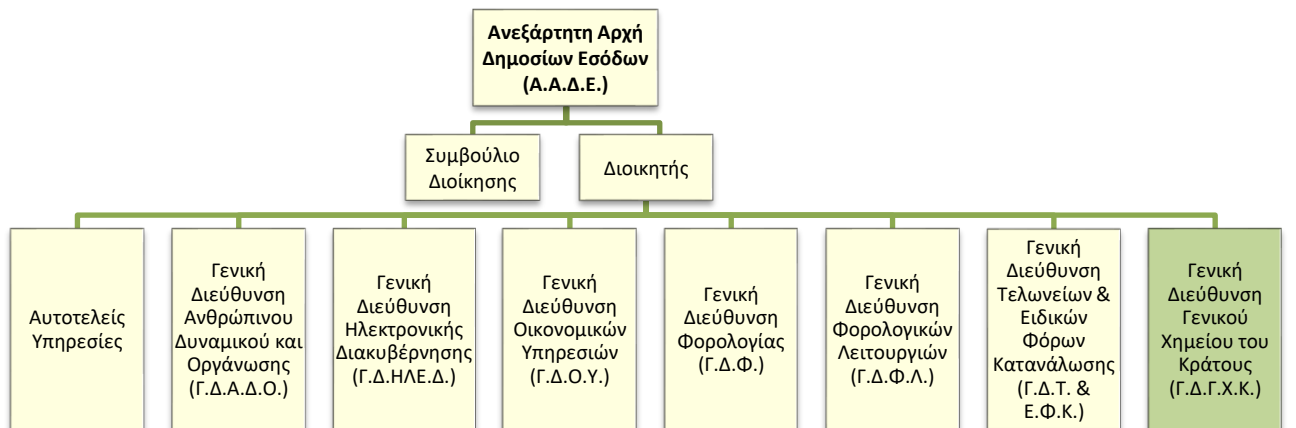 Ανεξάρτητη Αρχή
Δημοσίων Εσόδων
(Α.Α.Δ.Ε.)
Συμβούλιο
Διοίκησης
Διοικητής
Αυτοτελείς
Υπηρεσίες
Γενική
Διεύθυνση
Ανθρώπινου
Δυναμικού και
Οργάνωσης
(Γ.Δ.Α.Δ.Ο.)
Γενική
Διεύθυνση
Ηλεκτρονικής
Διακυβέρνησης
(Γ.Δ.ΗΛΕ.Δ.)
Γενική
Διεύθυνση
Οικονομικών
Υπηρεσιών
(Γ.Δ.Ο.Υ.)
Γενική
Διεύθυνση
Φορολογίας
(Γ.Δ.Φ.)
Γενική
Διεύθυνση
Φορολογικών
Λειτουργιών
(Γ.Δ.Φ.Λ.)
Γενική
Διεύθυνση
Τελωνείων &
Ειδικών
Φόρων
Κατανάλωσης
(Γ.Δ.Τ. &
Ε.Φ.Κ.)
Γενική
Διεύθυνση
Γενικού
Χημείου του
Κράτους
(Γ.Δ.Γ.Χ.Κ.)